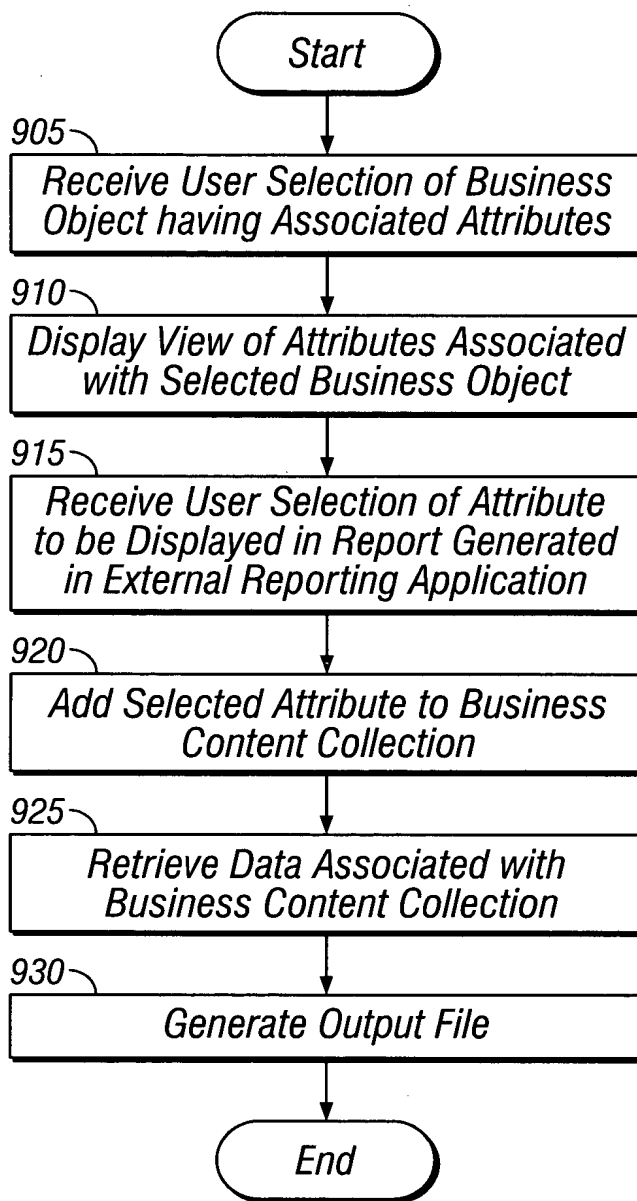 Start
905
Receive User Selection of Business
Object having Associated Attributes
910
Display View of Attributes Associated
with Selected Business Object
915
Receive User Selection of Attribute
to be Displayed in Report Generated
in External Reporting Application
920
Add Selected Attribute to Business
Content Collection
925
Retrieve Data Associated with
Business Content Collection
930
Generate Output File
End